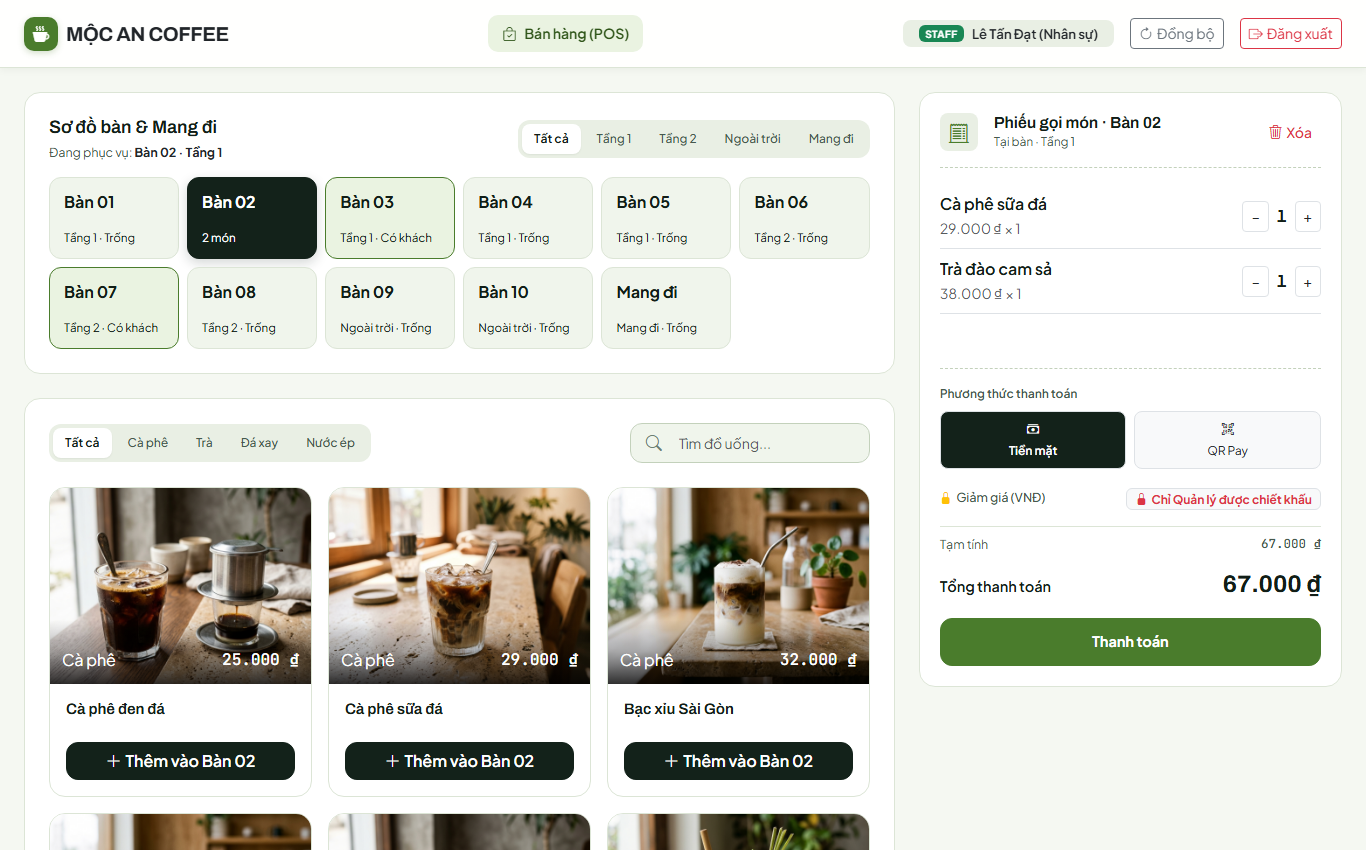 MỘC AN COFFEE
Bán hàng (POS)
STAFF Lê Tấn Đạt (Nhân sự)
Đồng bộ
Đăng xuất
Sơ đồ bàn & Mang đi
Đang phục vụ: Bàn 02 · Tầng 1
Tất cả Tầng 1 Tầng 2 Ngoài trời Mang đi
Bàn 01
Tầng 1 · Trống
Bàn 02
2 món
Bàn 03
Tầng 1 · Có khách
Bàn 04
Tầng 1 · Trống
Bàn 05
Tầng 1 · Trống
Bàn 06
Tầng 2 · Trống
Bàn 07
Tầng 2 · Có khách
Bàn 08
Tầng 2 · Trống
Bàn 09
Ngoài trời · Trống
Bàn 10
Ngoài trời · Trống
Mang đi
Mang đi · Trống
Tất cả Cà phê Trà Đá xay Nước ép
Tìm đồ uống...
Cà phê 25.000 ₫
Cà phê đen đá
+ Thêm vào Bàn 02
Cà phê 29.000 ₫
Cà phê sữa đá
+ Thêm vào Bàn 02
Cà phê 32.000 ₫
Bạc xíu Sài Gòn
+ Thêm vào Bàn 02
Phiếu gọi món · Bàn 02
Tại bàn · Tầng 1
Xóa
Cà phê sữa đá
29.000 ₫ x 1
- 1 +
Trà đào cam sả
38.000 ₫ x 1
- 1 +
Phương thức thanh toán
Tiền mặt
QR Pay
Giảm giá (VNĐ)
Chỉ Quản lý được chiết khấu
Tạm tính 67.000 ₫
Tổng thanh toán 67.000 ₫
Thanh toán